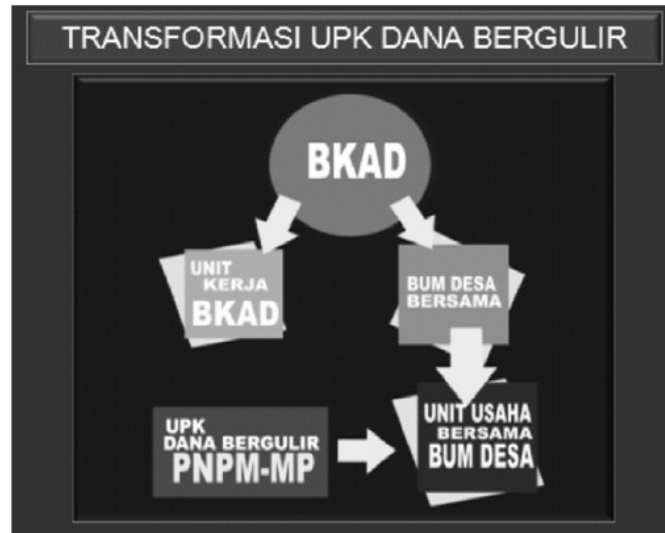 TRANSFORMASI UPK DANA BERGULIR
BKAD
UNIT
KERJA
BKAD
BUM DESA
BERSAMA
UPK
DANA BERGULIR
PNPM-MP
UNIT USAHA
BERSAMA
BUM DESA